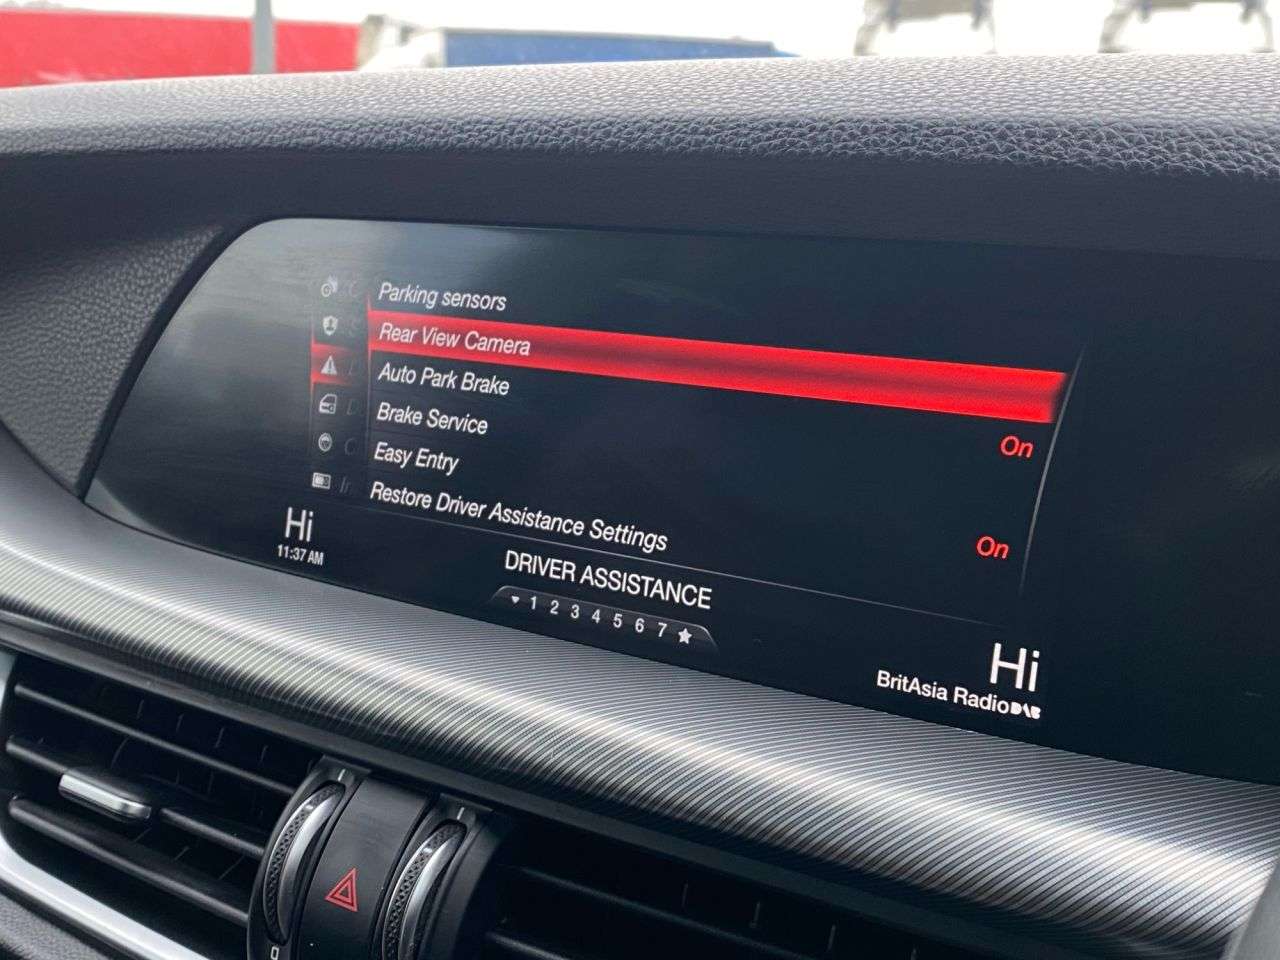 Parking sensors
Rear View Camera
Auto Park Brake On
Brake Service
Easy Entry On
Restore Driver Assistance Settings
Hi
11:37 AM
DRIVER ASSISTANCE
1 2 3 4 5 6 7
Hi
BritAsia Radio DAB